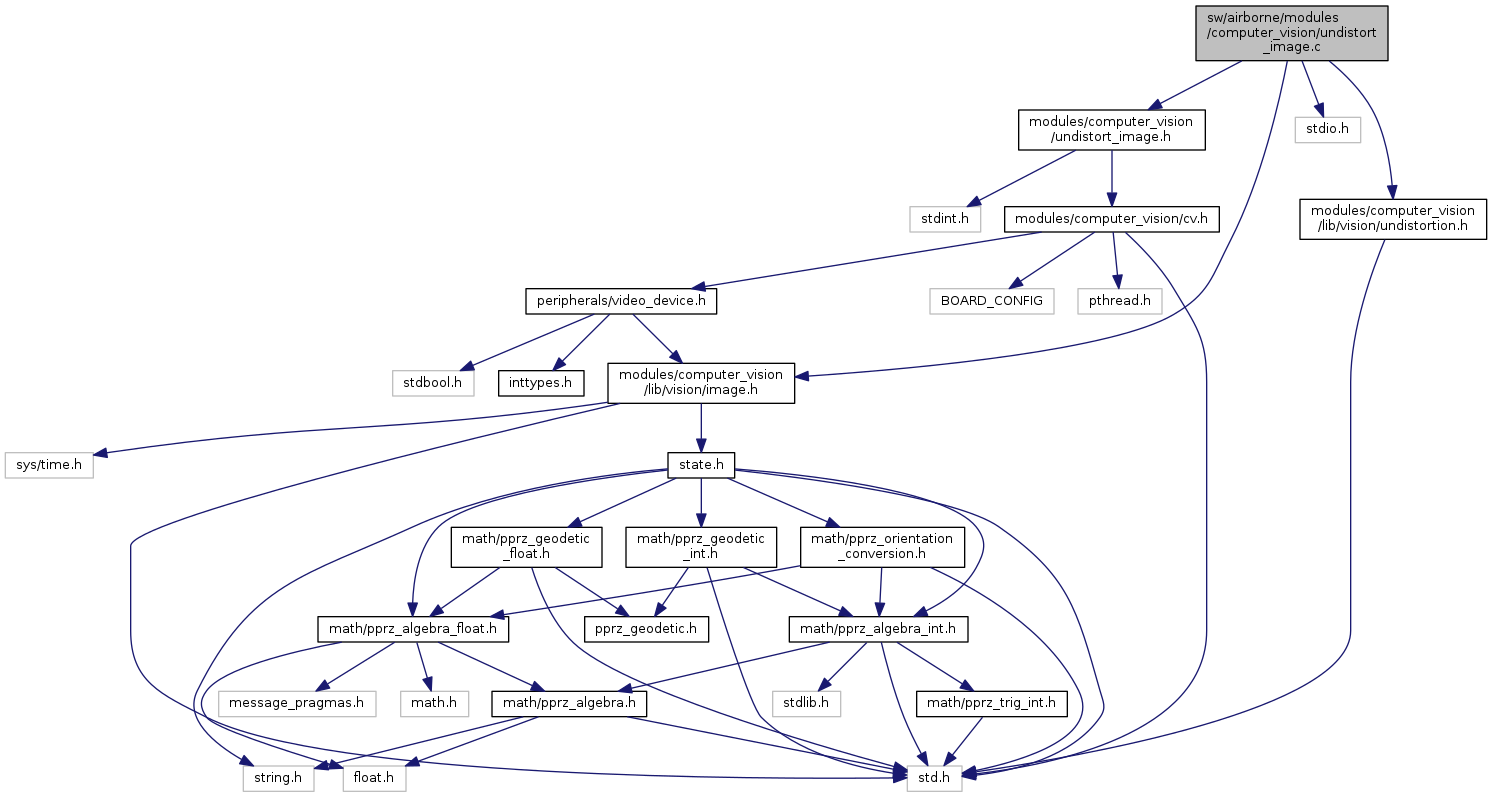 sw/airborne/modules
/computer_vision/undistort
_image.c
modules/computer_vision
/undistort_image.h
stdio.h
modules/computer_vision
/lib/vision/undistortion.h
stdint.h
modules/computer_vision/cv.h
peripherals/video_device.h
BOARD_CONFIG
pthread.h
stdbool.h
inttypes.h
modules/computer_vision
/lib/vision/image.h
sys/time.h
state.h
math/pprz_geodetic
_float.h
math/pprz_geodetic
_int.h
math/pprz_orientation
_conversion.h
math/pprz_algebra_float.h
pprz_geodetic.h
math/pprz_algebra_int.h
message_pragmas.h
math.h
math/pprz_algebra.h
stdlib.h
math/pprz_trig_int.h
string.h
float.h
std.h